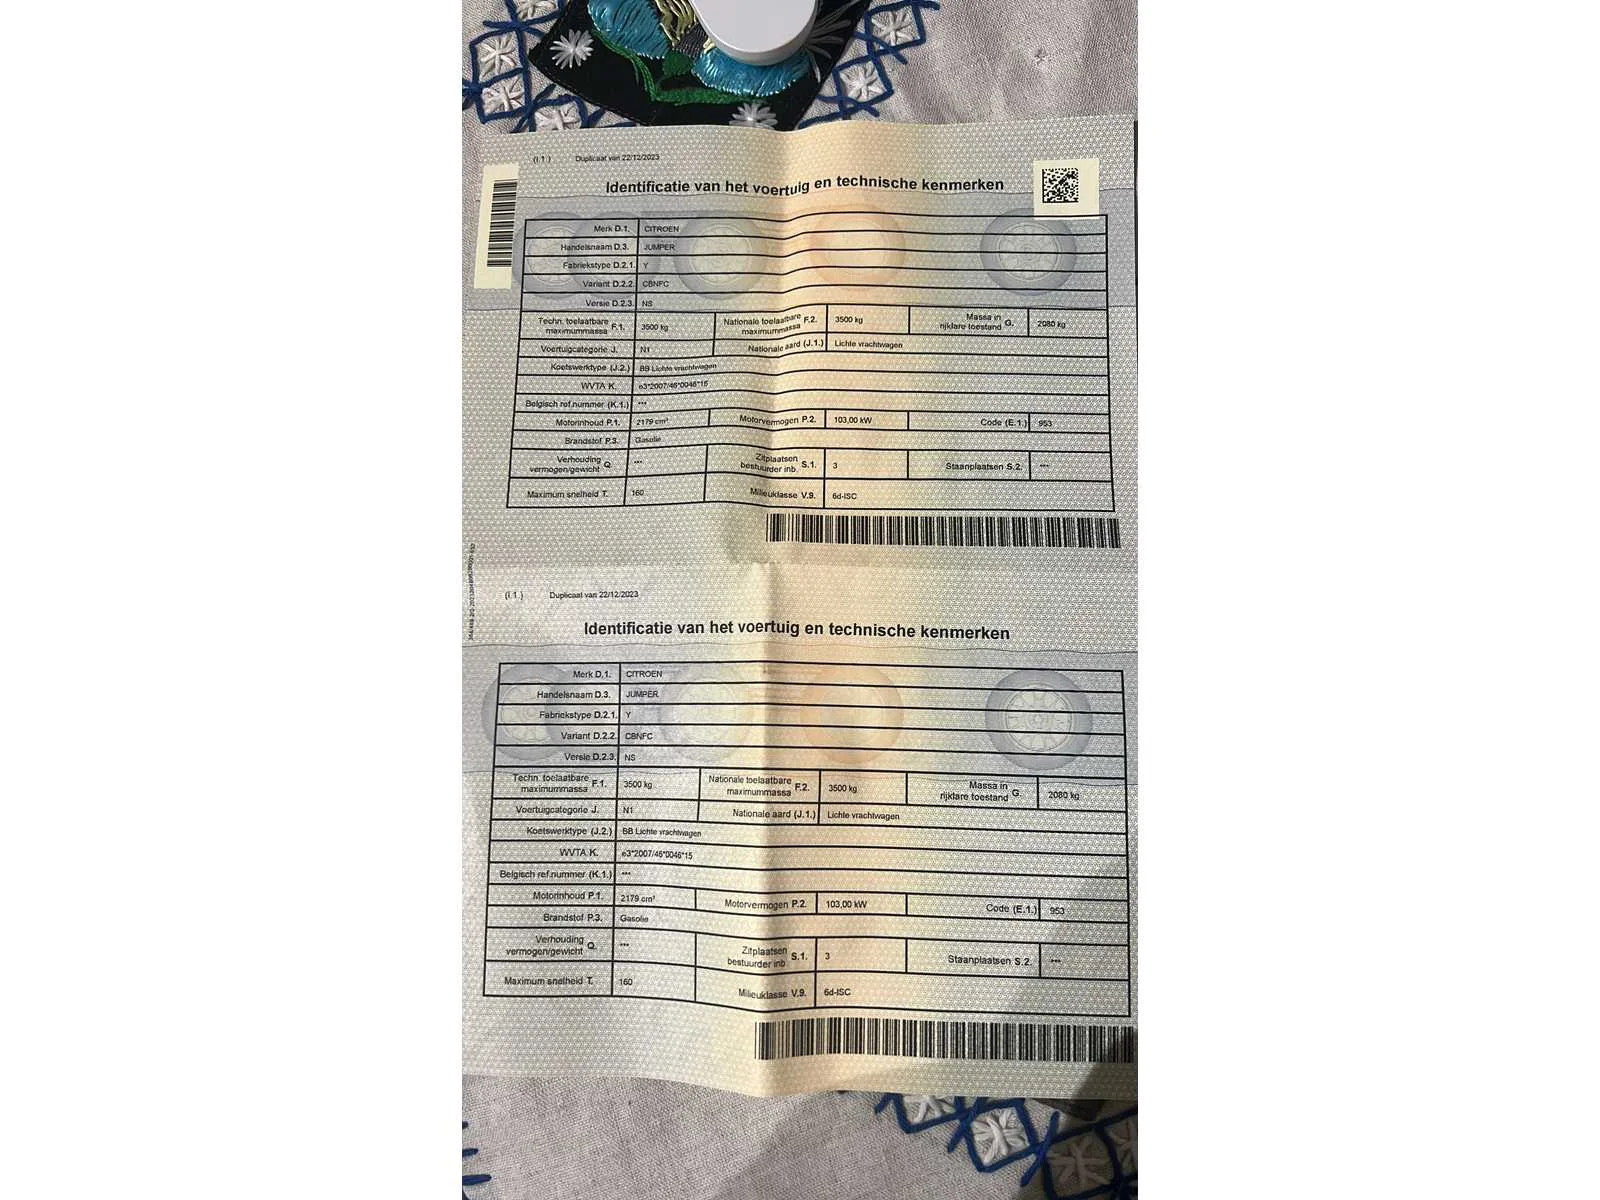 (I.1.) Duplicaat van 22/12/2023
Identificatie van het voertuig en technische kenmerken
Merk D.1. CITROEN
Handelsnaam D.3. JUMPER
Fabriekstype D.2.1. Y
Variant D.2.2. CBNFC
Versie D.2.3. NS
Techn. toelaatbare maximummassa F.1. 3500 kg Nationale toelaatbare maximummassa F.2. 3500 kg Massa in rijklare toestand G. 2080 kg
Voertuigcategorie J. N1 Nationale aard (J.1.) Lichte vrachtwagen
Koetswerktype (J.2.) BB Lichte vrachtwagen
WVTA K. e3*2007/46*0046*15
Belgisch ref.nummer (K.1.) ***
Motorinhoud P.1. 2179 cm³ Motorvermogen P.2. 103,00 kW Code (E.1.) 953
Brandstof P.3. Gasolie
Verhouding vermogen/gewicht Q. *** Zitplaatsen bestuurder inb. S.1. 3 Staanplaatsen S.2. ***
Maximum snelheid T. 160 Milieuklasse V.9. 6d-ISC
(I.1.) Duplicaat van 22/12/2023
Identificatie van het voertuig en technische kenmerken
Merk D.1. CITROEN
Handelsnaam D.3. JUMPER
Fabriekstype D.2.1. Y
Variant D.2.2. CBNFC
Versie D.2.3. NS
Techn. toelaatbare maximummassa F.1. 3500 kg Nationale toelaatbare maximummassa F.2. 3500 kg Massa in rijklare toestand G. 2080 kg
Voertuigcategorie J. N1 Nationale aard (J.1.) Lichte vrachtwagen
Koetswerktype (J.2.) BB Lichte vrachtwagen
WVTA K. e3*2007/46*0046*15
Belgisch ref.nummer (K.1.) ***
Motorinhoud P.1. 2179 cm³ Motorvermogen P.2. 103,00 kW Code (E.1.) 953
Brandstof P.3. Gasolie
Verhouding vermogen/gewicht Q. *** Zitplaatsen bestuurder inb. S.1. 3 Staanplaatsen S.2. ***
Maximum snelheid T. 160 Milieuklasse V.9. 6d-ISC